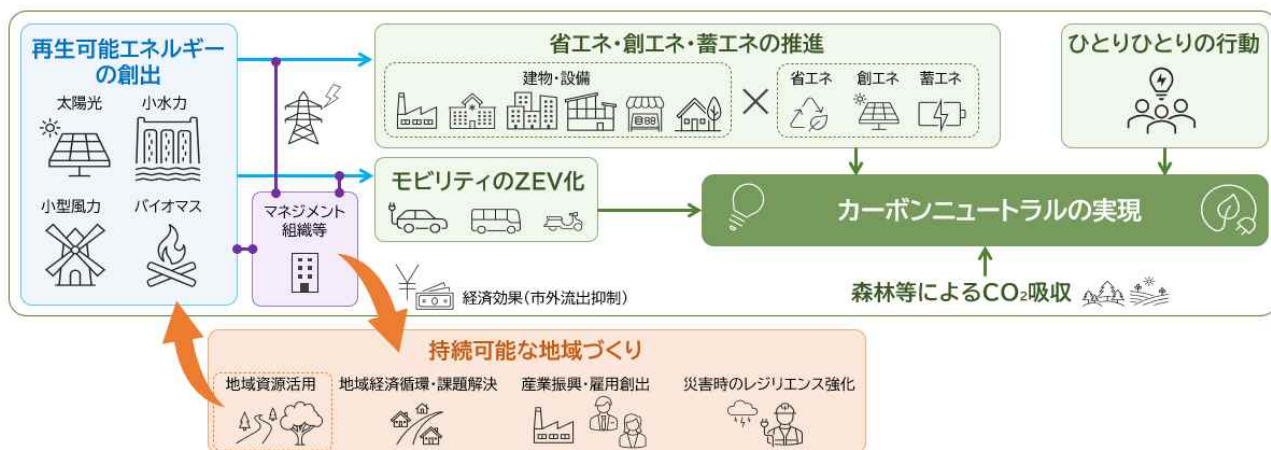 再生可能エネルギー
の創出
太陽光
小水力
小型風力
バイオマス
マネジメント
組織等
省エネ・創エネ・蓄エネの推進
建物・設備
省エネ
創エネ
蓄エネ
ひとりひとりの行動
モビリティのZEV化
カーボンニュートラルの実現
経済効果(市外流出抑制)
森林等によるCO₂吸収
持続可能な地域づくり
地域資源活用
地域経済循環・課題解決
産業振興・雇用創出
災害時のレジリエンス強化